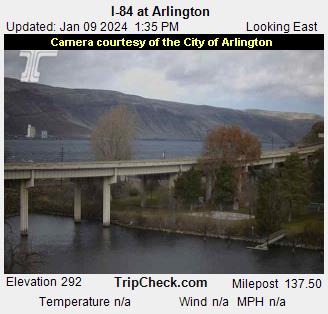 I-84 at Arlington
Updated: Jan 09 2024 1:35 PM Looking East
Camera courtesy of the City of Arlington
Elevation 292 TripCheck.com Milepost 137.50
Temperature n/a Wind n/a MPH n/a